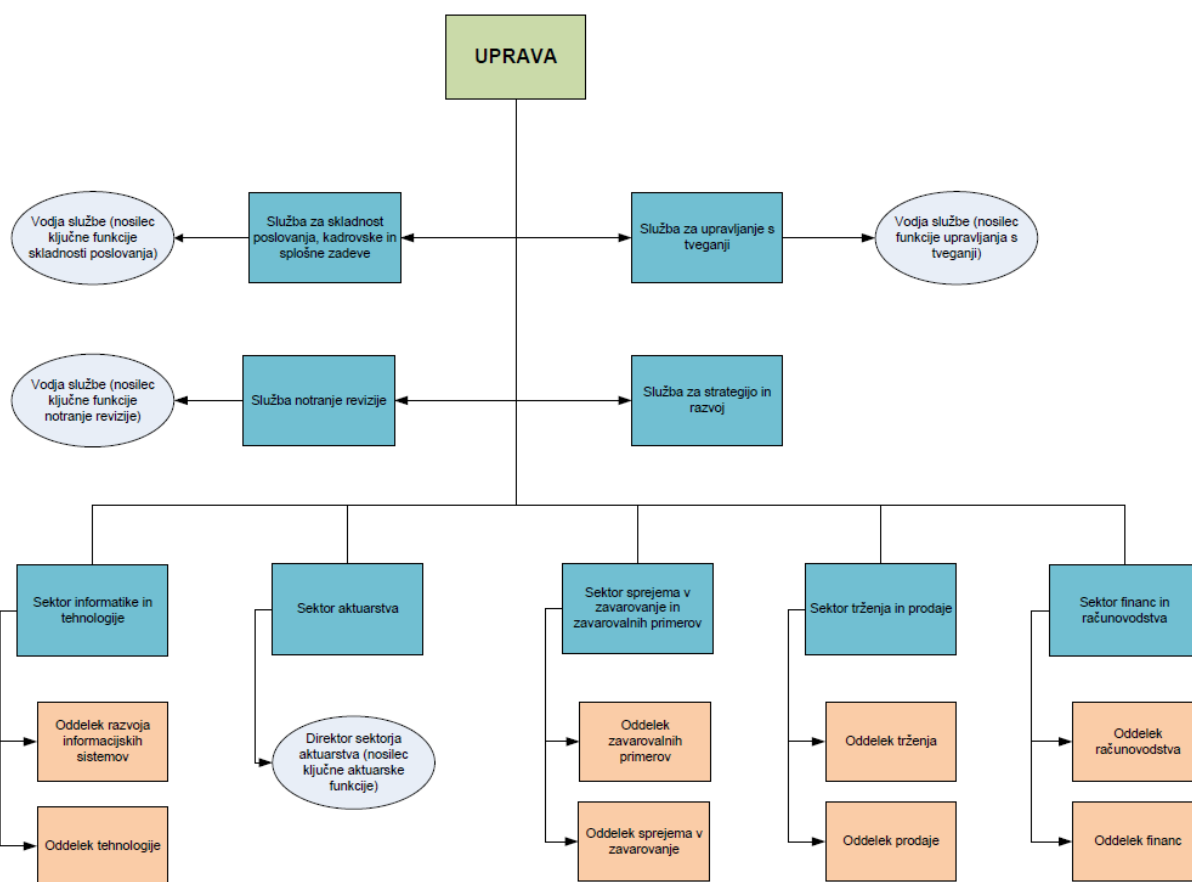 UPRAVA
Vodja službe (nosilec
ključne funkcije
skladnosti poslovanja)
Služba za skladnost
poslovanja, kadrovske in
splošne zadeve
Služba za upravljanje s
tveganji
Vodja službe (nosilec
funkcije upravljanja s
tveganji)
Vodja službe (nosilec
ključne funkcije
notranje revizije)
Služba notranje revizije
Služba za strategijo in
razvoj
Sektor informatike in
tehnologije
Sektor aktuarstva
Sektor sprejema v
zavarovanje in
zavarovalnih primerov
Sektor trženja in prodaje
Sektor financ in
računovodstva
Oddelek razvoja
informacijskih
sistemov
Direktor sektorja
aktuarstva (nosilec
ključne aktuarske
funkcije)
Oddelek
zavarovalnih
primerov
Oddelek trženja
Oddelek
računovodstva
Oddelek tehnologije
Oddelek sprejema v
zavarovanje
Oddelek prodaje
Oddelek financ